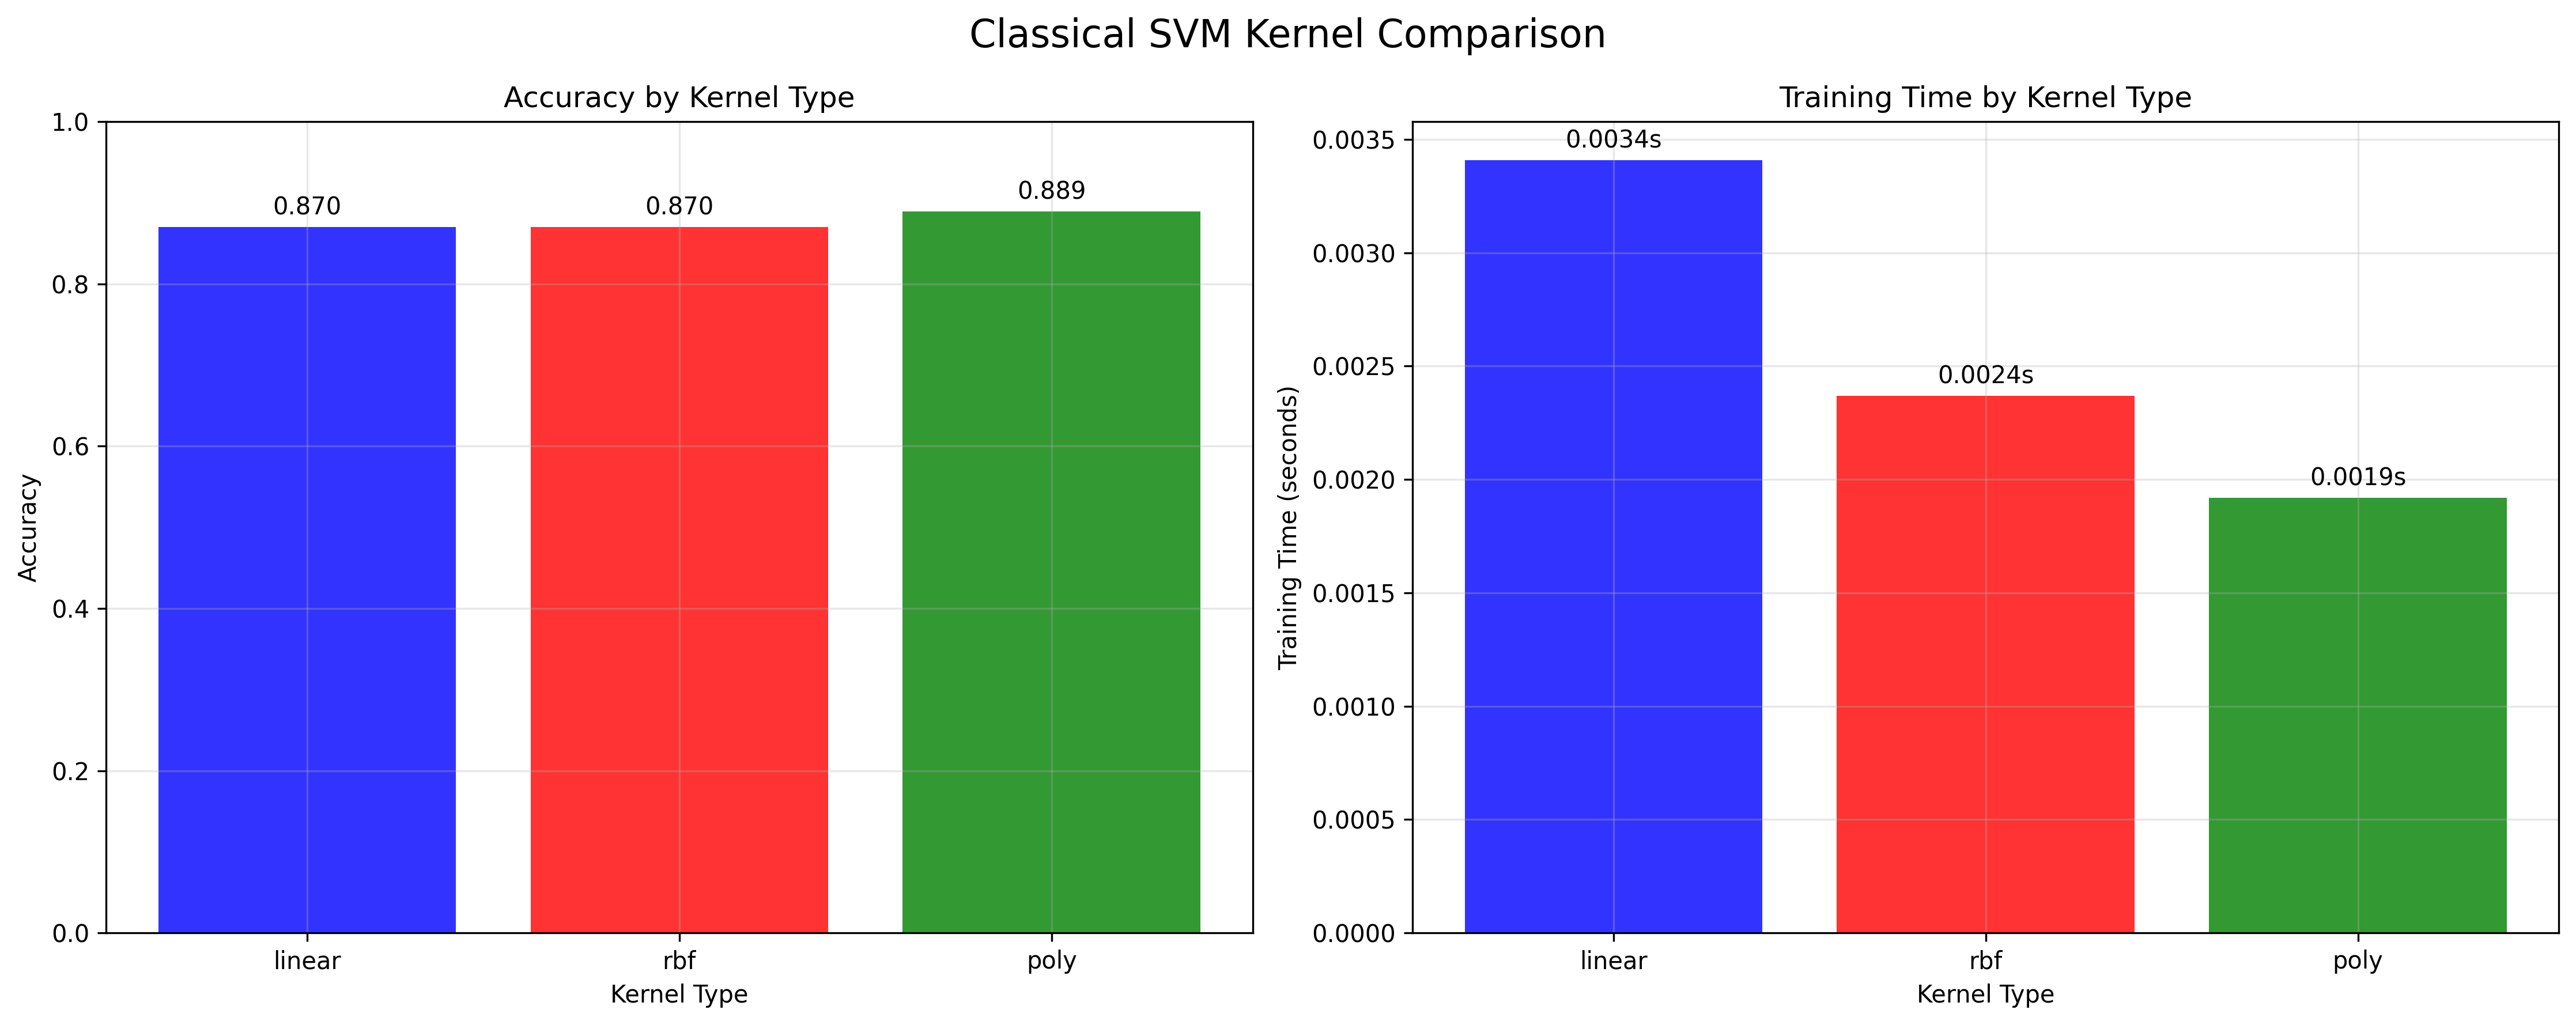 Classical SVM Kernel Comparison
Accuracy by Kernel Type
1.0
0.8
0.6
0.4
0.2
0.0
Accuracy
0.870
0.870
0.889
linear
rbf
poly
Kernel Type
Training Time by Kernel Type
0.0035
0.0030
0.0025
0.0020
0.0015
0.0010
0.0005
0.0000
Training Time (seconds)
0.0034s
0.0024s
0.0019s
linear
rbf
poly
Kernel Type